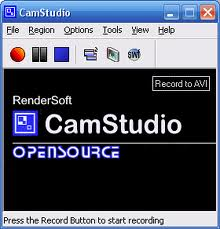 CamStudio
File Region Options Tools View Help
SWF
Record to AVI
RenderSoft
CamStudio
OPENSOURCE
Press the Record Button to start recording